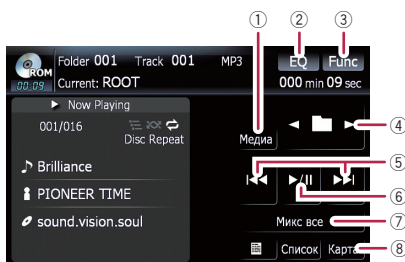 ① ② ③
ROM Folder 001 Track 001 MP3 EQ Func
00:09 Current: ROOT 000 min 09 sec
Now Playing
001/016
Disc Repeat
Медиа
④
⑤
Brilliance
PIONEER TIME
⑥
sound.vision.soul
Микс все ⑦
Список Карта ⑧